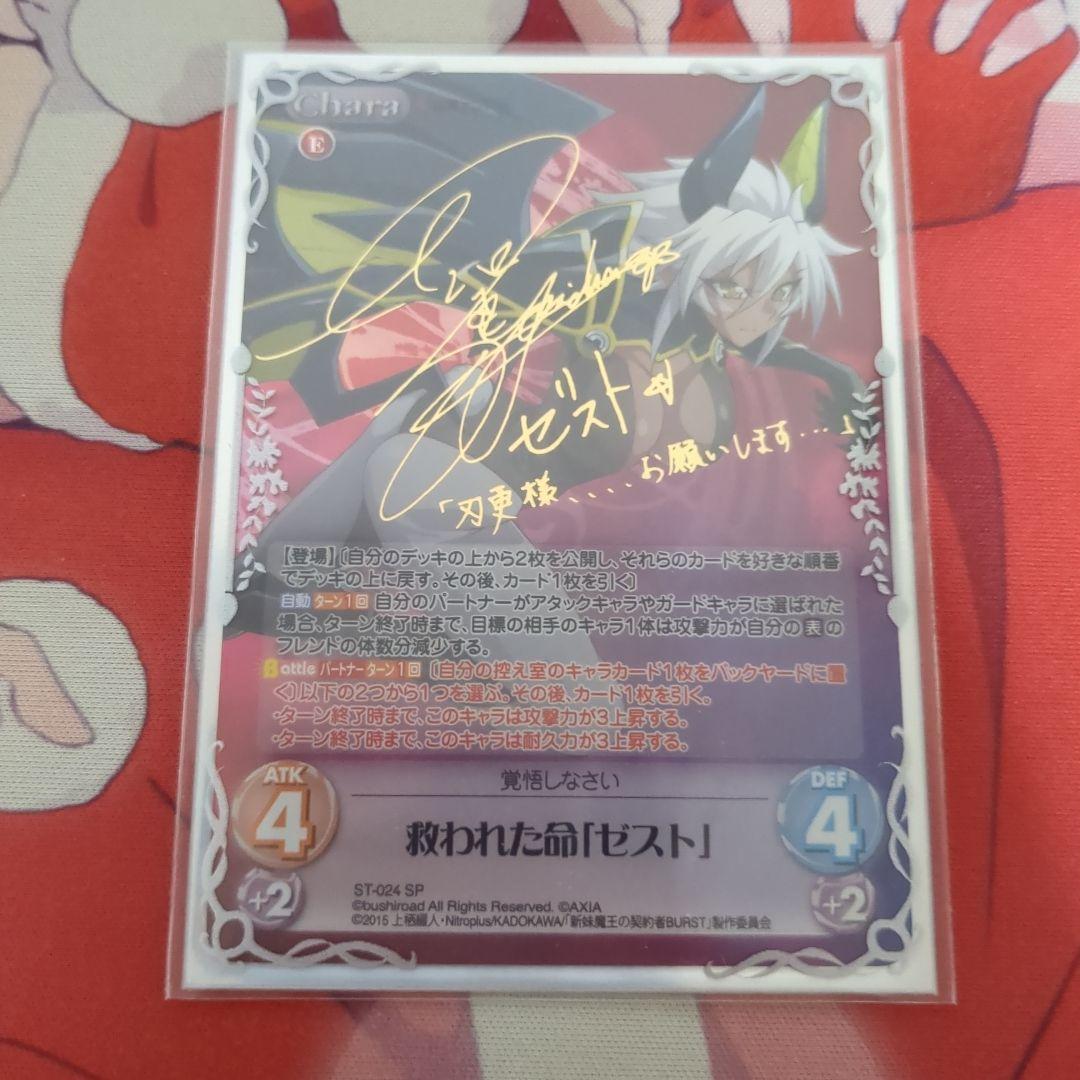 Chara
E
ゼスト
「刃更様、、、、お願いします…」
【登場】〔自分のデッキの上から2枚を公開し、それらのカードを好きな順番
でデッキの上に戻す。その後、カード1枚を引く〕
自動 ターン1回 自分のパートナーがアタックキャラやガードキャラに選ばれた
場合、ターン終了時まで、目標の相手のキャラ1体は攻撃力が自分の表の
フレンドの体数分減少する。
Battle パートナー ターン1回 〔自分の控え室のキャラカード1枚をバックヤードに置
く〕以下の2つから1つを選ぶ。その後、カード1枚を引く。
・ターン終了時まで、このキャラは攻撃力が3上昇する。
・ターン終了時まで、このキャラは耐久力が3上昇する。
ATK
4
+2
覚悟しなさい
救われた命「ゼスト」
DEF
4
+2
ST-024 SP
©bushiroad All Rights Reserved. ©AXIA
©2015 上栖綴人・Nitroplus/KADOKAWA/「新妹魔王の契約者BURST」製作委員会